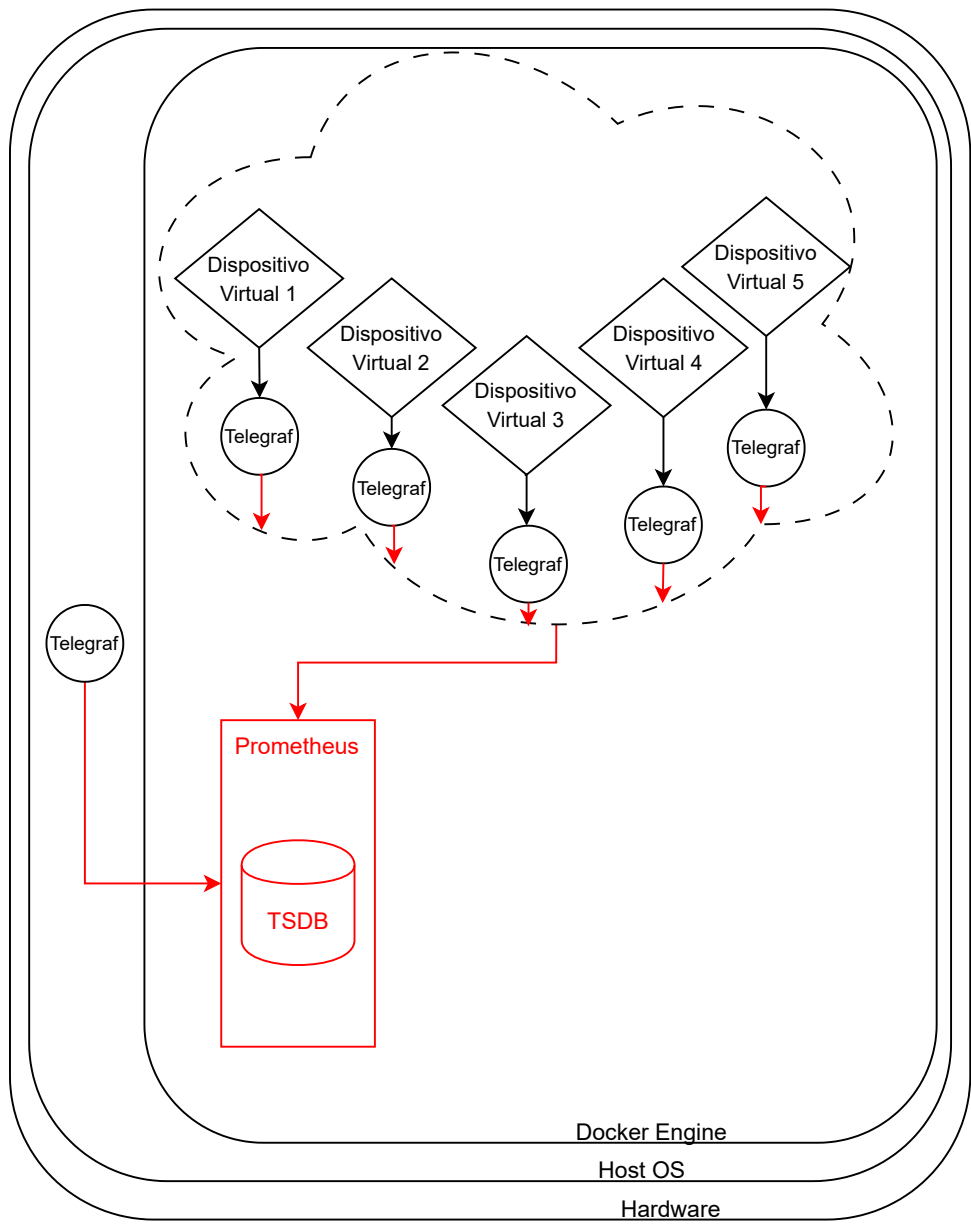 Dispositivo
Virtual 1
Dispositivo
Virtual 2
Dispositivo
Virtual 3
Dispositivo
Virtual 4
Dispositivo
Virtual 5
Telegraf
Telegraf
Telegraf
Telegraf
Telegraf
Telegraf
Prometheus
TSDB
Docker Engine
Host OS
Hardware